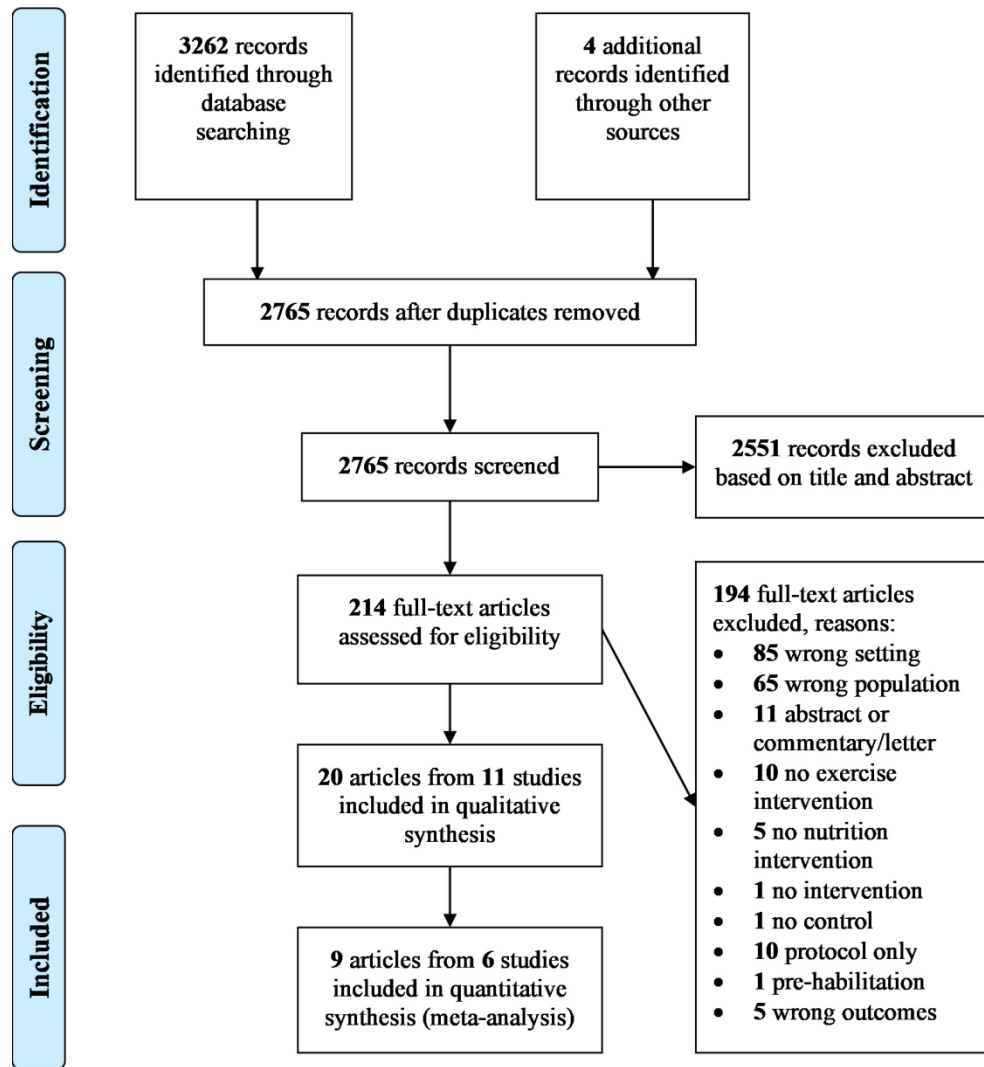 Identification
3262 records
identified through
database
searching
4 additional
records identified
through other
sources
Screening
2765 records after duplicates removed
2765 records screened
2551 records excluded
based on title and abstract
Eligibility
214 full-text articles
assessed for eligibility
194 full-text articles
excluded, reasons:
• 85 wrong setting
• 65 wrong population
• 11 abstract or
commentary/letter
• 10 no exercise
intervention
• 5 no nutrition
intervention
• 1 no intervention
• 1 no control
• 10 protocol only
• 1 pre-habilitation
• 5 wrong outcomes
20 articles from 11 studies
included in qualitative
synthesis
Included
9 articles from 6 studies
included in quantitative
synthesis (meta-analysis)